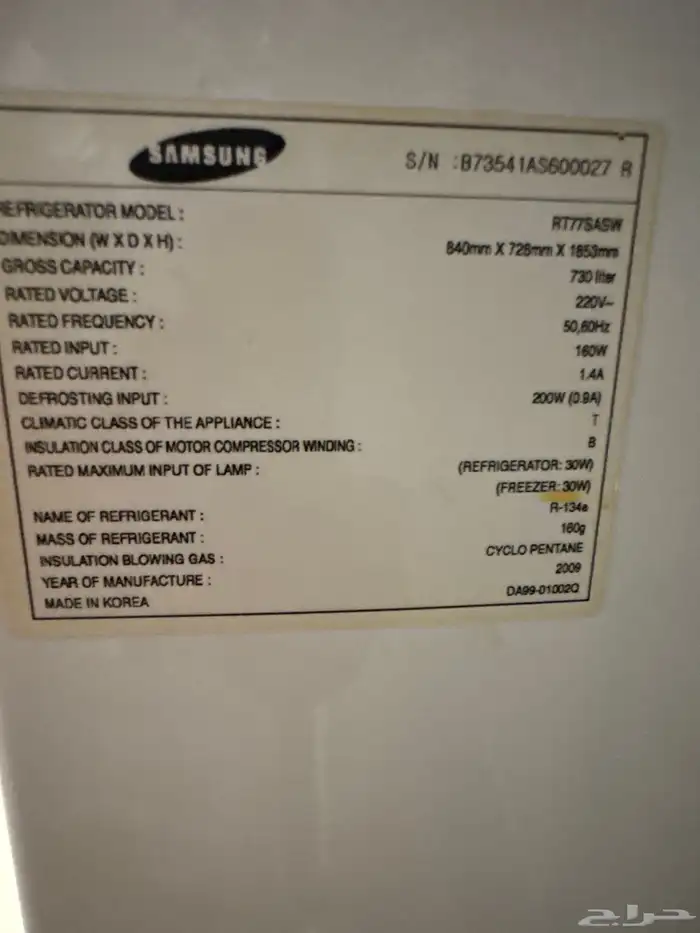 SAMSUNG S/N :B73541AS600027 R
REFRIGERATOR MODEL : RT77SASW
DIMENSION (W X D X H) : 840mm X 728mm X 1853mm
GROSS CAPACITY : 730 liter
RATED VOLTAGE : 220V~
RATED FREQUENCY : 50,60Hz
RATED INPUT : 160W
RATED CURRENT : 1.4A
DEFROSTING INPUT : 200W (0.9A)
CLIMATIC CLASS OF THE APPLIANCE : T
INSULATION CLASS OF MOTOR COMPRESSOR WINDING : B
RATED MAXIMUM INPUT OF LAMP : (REFRIGERATOR: 30W)
(FREEZER: 30W)
NAME OF REFRIGERANT : R-134a
MASS OF REFRIGERANT : 160g
INSULATION BLOWING GAS : CYCLO PENTANE
YEAR OF MANUFACTURE : 2009
MADE IN KOREA DA99-01002Q
حراج